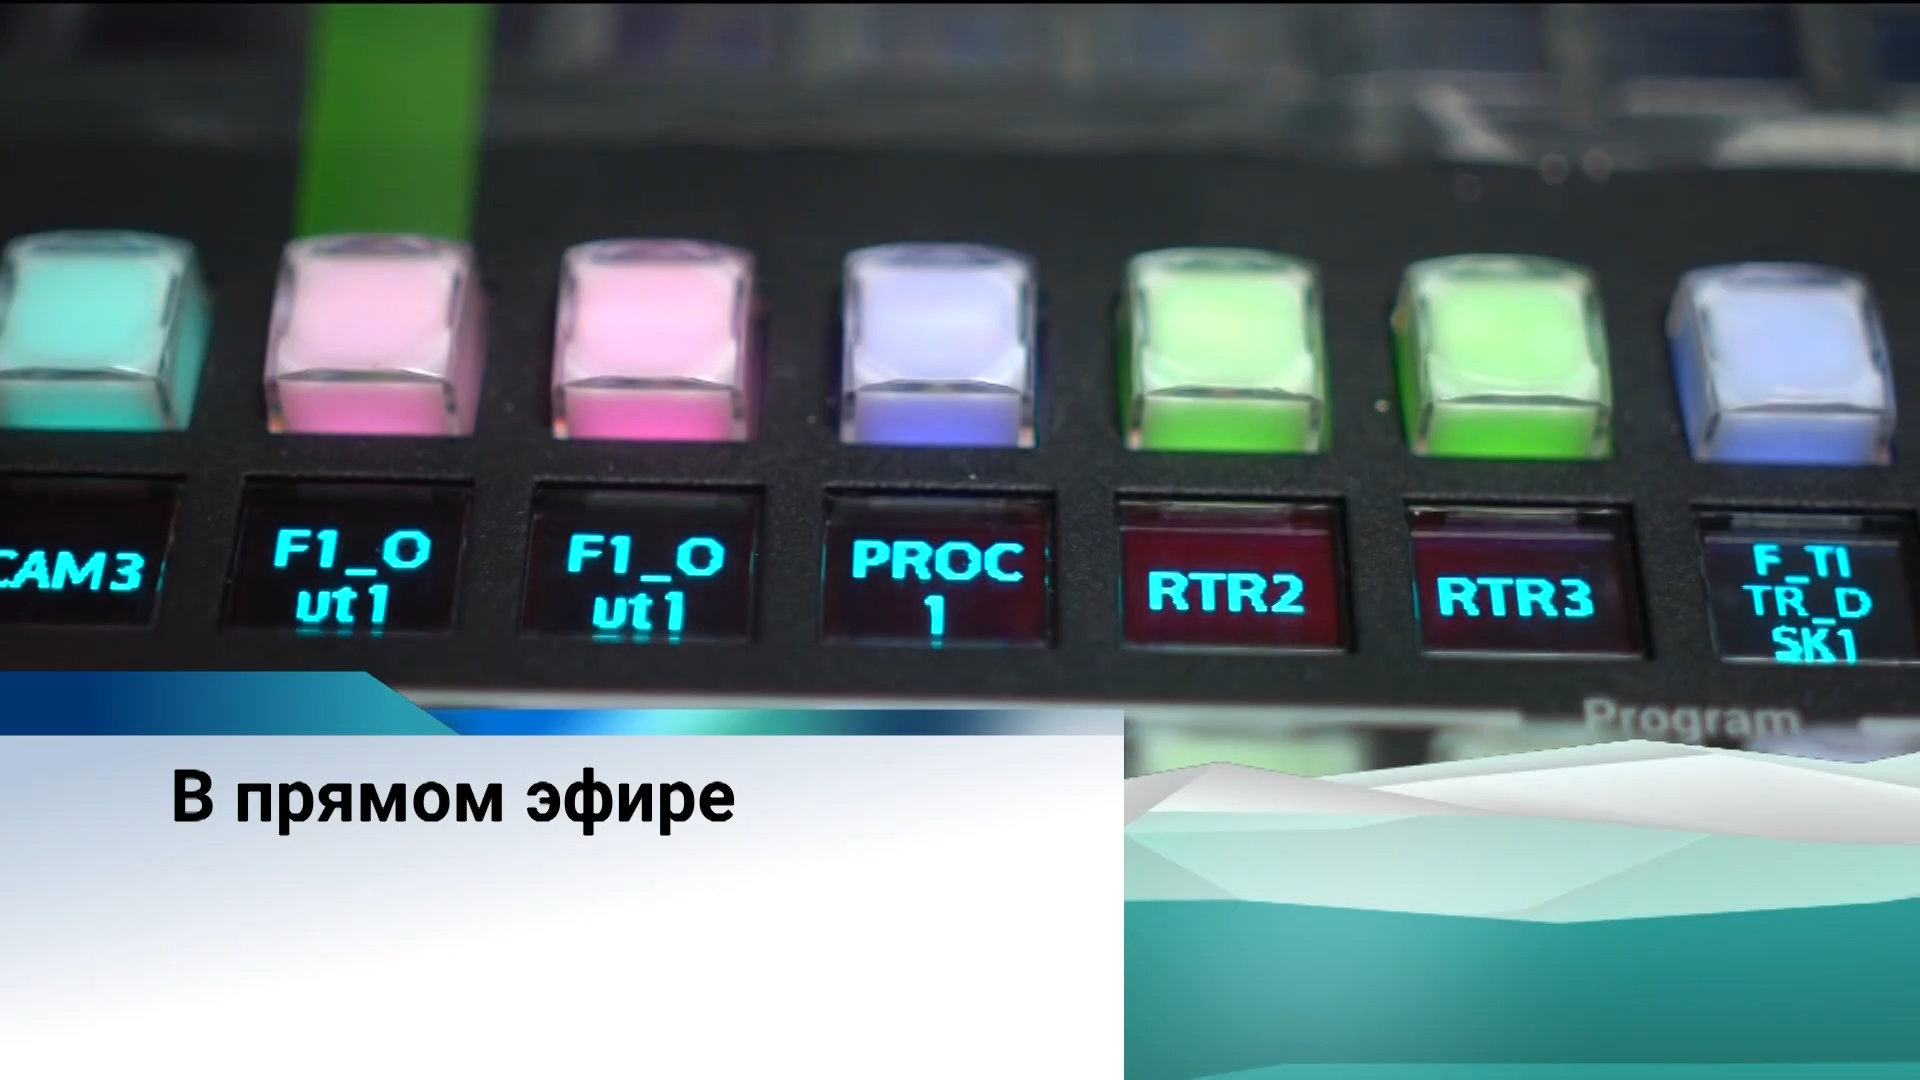 CAM3
F1_O
ut1
F1_O
ut1
PROC
1
RTR2
RTR3
F_TI
TR_D
SK1
Program
В прямом эфире